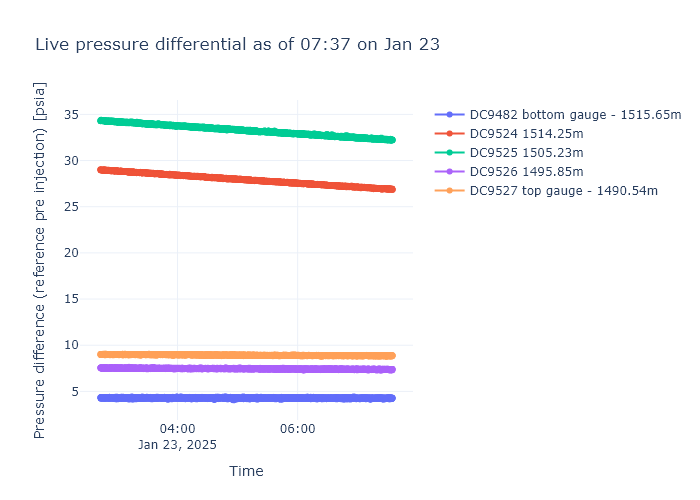 Live pressure differential as of 07:37 on Jan 23
Pressure difference (reference pre injection) [psia]
35
30
25
20
15
10
5
04:00
Jan 23, 2025
06:00
Time
DC9482 bottom gauge - 1515.65m
DC9524 1514.25m
DC9525 1505.23m
DC9526 1495.85m
DC9527 top gauge - 1490.54m